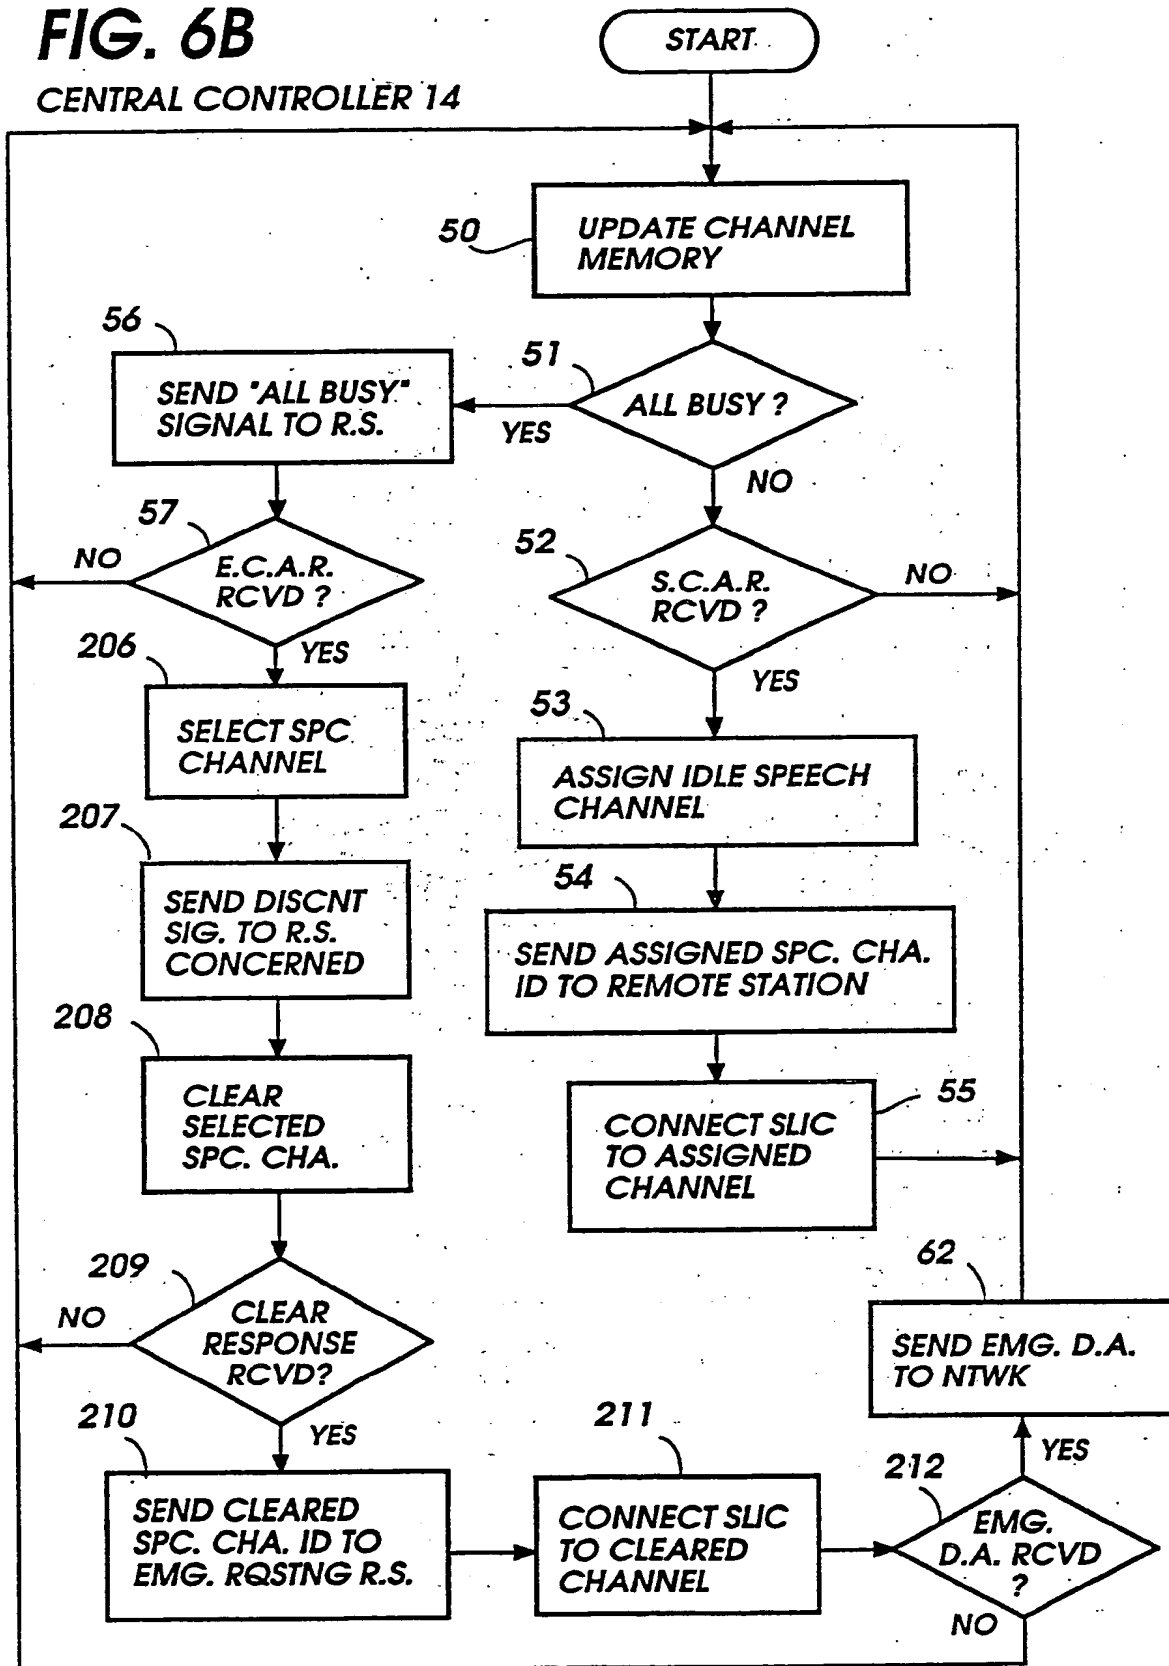 FIG. 6B
CENTRAL CONTROLLER 14
START
50
UPDATE CHANNEL
MEMORY
56
SEND "ALL BUSY"
SIGNAL TO R.S.
51
ALL BUSY ?
YES
NO
57
E.C.A.R.
RCVD ?
NO
YES
52
S.C.A.R.
RCVD ?
NO
YES
206
SELECT SPC
CHANNEL
53
ASSIGN IDLE SPEECH
CHANNEL
207
SEND DISCNT
SIG. TO R.S.
CONCERNED
54
SEND ASSIGNED SPC. CHA.
ID TO REMOTE STATION
208
CLEAR
SELECTED
SPC. CHA.
55
CONNECT SLIC
TO ASSIGNED
CHANNEL
209
CLEAR
RESPONSE
RCVD?
NO
YES
62
SEND EMG. D.A.
TO NTWK
210
SEND CLEARED
SPC. CHA. ID TO
EMG. RQSTNG R.S.
211
CONNECT SLIC
TO CLEARED
CHANNEL
212
EMG.
D.A. RCVD
?
YES
NO